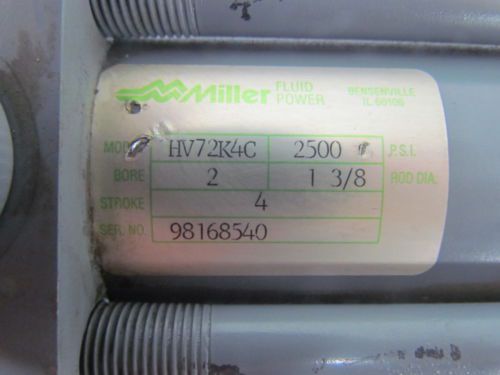 Miller FLUID POWER BENSENVILLE IL 60106
HV72K4C 2500 P.S.I.
BORE 2 1 3/8 ROD DIA.
STROKE 4
SER. NO. 98168540